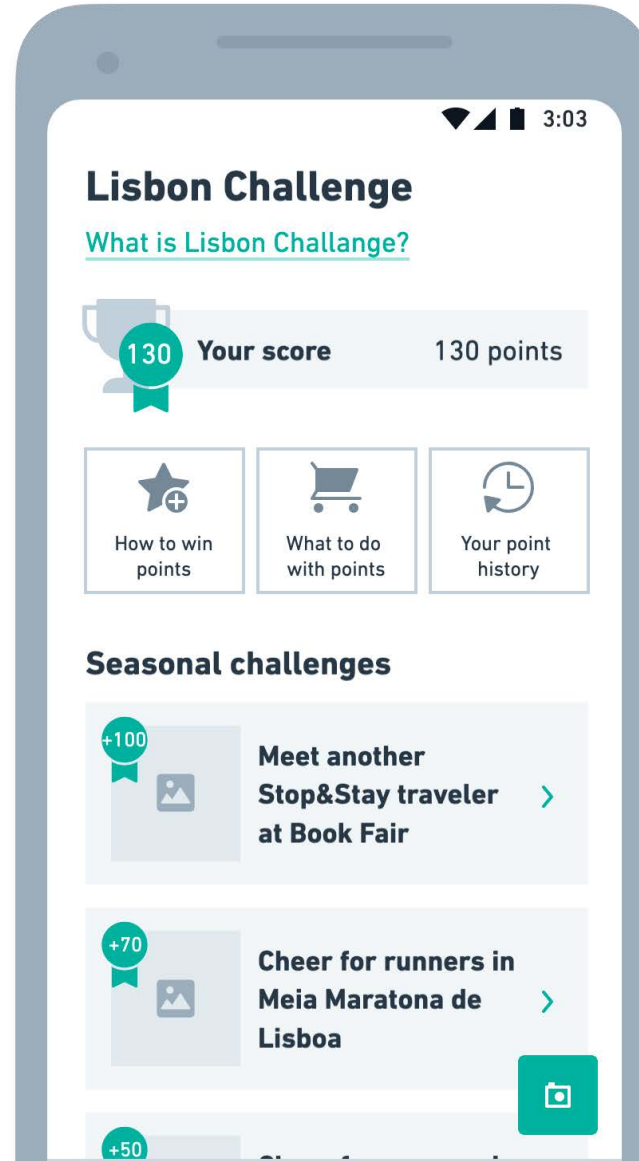 3:03
Lisbon Challenge
What is Lisbon Challange?
130
Your score
130 points
How to win
points
What to do
with points
Your point
history
Seasonal challenges
+100
Meet another
Stop&Stay traveler
at Book Fair
+70
Cheer for runners in
Meia Maratona de
Lisboa
+50